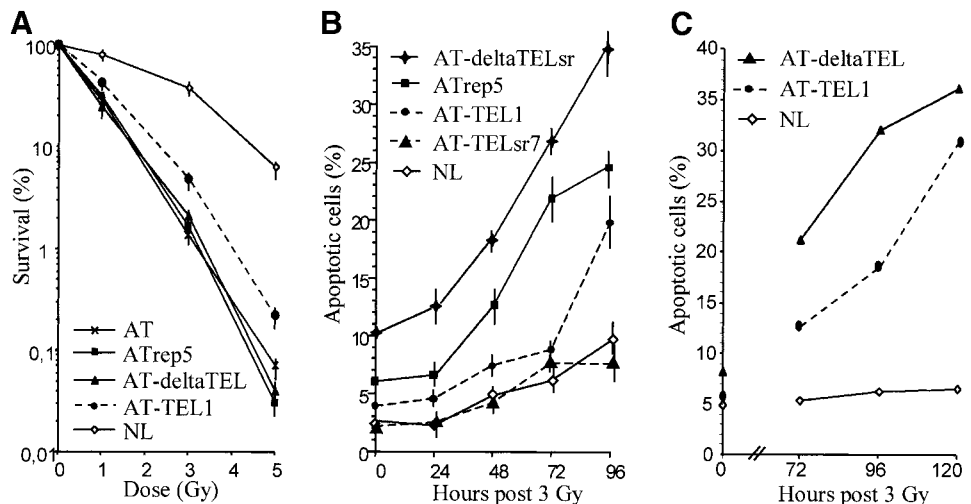 A
Survival (%)
100
10
1
0,1
0,01
AT
ATrep5
AT-deltaTEL
AT-TEL1
NL
0 1 2 3 4 5
Dose (Gy)
B
Apoptotic cells (%)
35
30
25
20
15
10
5
0
AT-deltaTELsr
ATrep5
AT-TEL1
AT-TELsr7
NL
0 24 48 72 96
Hours post 3 Gy
C
Apoptotic cells (%)
40
35
30
25
20
15
10
5
0
AT-deltaTEL
AT-TEL1
NL
0 72 96 120
Hours post 3 Gy